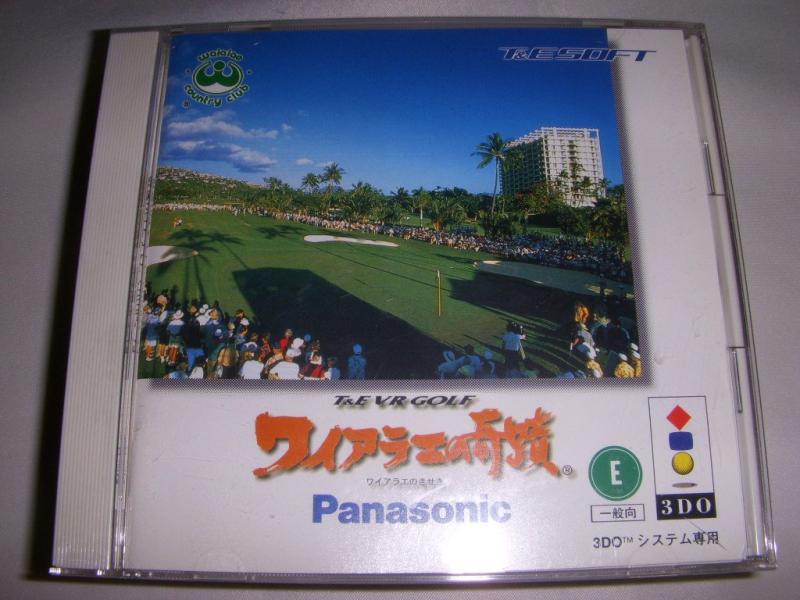 waialae
country club
®
T&ESOFT
T&E VR GOLF
ワイアラエの奇蹟®
ワイアラエのきせき
Panasonic
E
一般向
3DO
3DO™ システム専用